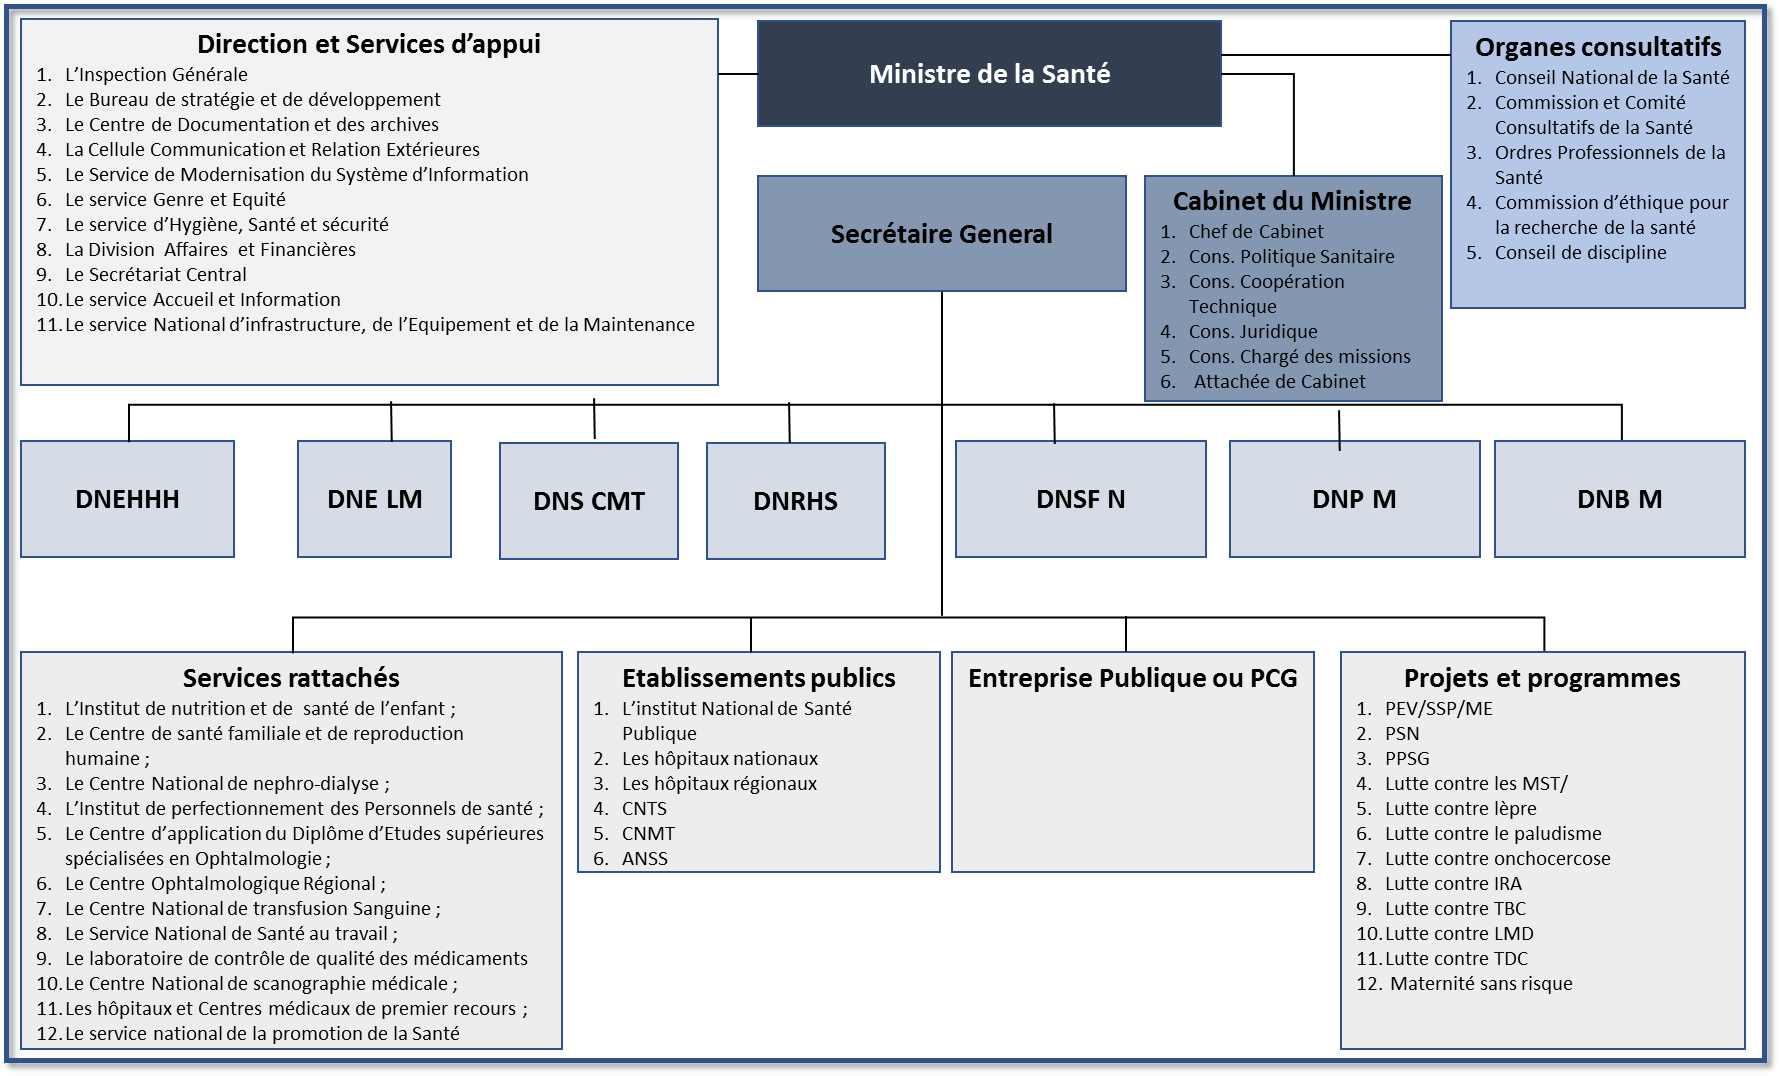 Direction et Services d’appui
1. L’Inspection Générale
2. Le Bureau de stratégie et de développement
3. Le Centre de Documentation et des archives
4. La Cellule Communication et Relation Extérieures
5. Le Service de Modernisation du Système d’Information
6. Le service Genre et Equité
7. Le service d’Hygiène, Santé et sécurité
8. La Division Affaires et Financières
9. Le Secrétariat Central
10. Le service Accueil et Information
11. Le service National d’infrastructure, de l’Equipement et de la Maintenance
Ministre de la Santé
Organes consultatifs
1. Conseil National de la Santé
2. Commission et Comité
Consultatifs de la Santé
3. Ordres Professionnels de la
Santé
4. Commission d’éthique pour
la recherche de la santé
5. Conseil de discipline
Secrétaire General
Cabinet du Ministre
1. Chef de Cabinet
2. Cons. Politique Sanitaire
3. Cons. Coopération
Technique
4. Cons. Juridique
5. Cons. Chargé des missions
6. Attachée de Cabinet
DNEHHH
DNE LM
DNS CMT
DNRHS
DNSF N
DNP M
DNB M
Services rattachés
1. L’Institut de nutrition et de santé de l’enfant ;
2. Le Centre de santé familiale et de reproduction
humaine ;
3. Le Centre National de nephro-dialyse ;
4. L’Institut de perfectionnement des Personnels de santé ;
5. Le Centre d’application du Diplôme d’Etudes supérieures
spécialisées en Ophtalmologie ;
6. Le Centre Ophtalmologique Régional ;
7. Le Centre National de transfusion Sanguine ;
8. Le Service National de Santé au travail ;
9. Le laboratoire de contrôle de qualité des médicaments
10. Le Centre National de scanographie médicale ;
11. Les hôpitaux et Centres médicaux de premier recours ;
12. Le service national de la promotion de la Santé
Etablissements publics
1. L’institut National de Santé
Publique
2. Les hôpitaux nationaux
3. Les hôpitaux régionaux
4. CNTS
5. CNMT
6. ANSS
Entreprise Publique ou PCG
Projets et programmes
1. PEV/SSP/ME
2. PSN
3. PPSG
4. Lutte contre les MST/
5. Lutte contre lèpre
6. Lutte contre le paludisme
7. Lutte contre onchocercose
8. Lutte contre IRA
9. Lutte contre TBC
10. Lutte contre LMD
11. Lutte contre TDC
12. Maternité sans risque